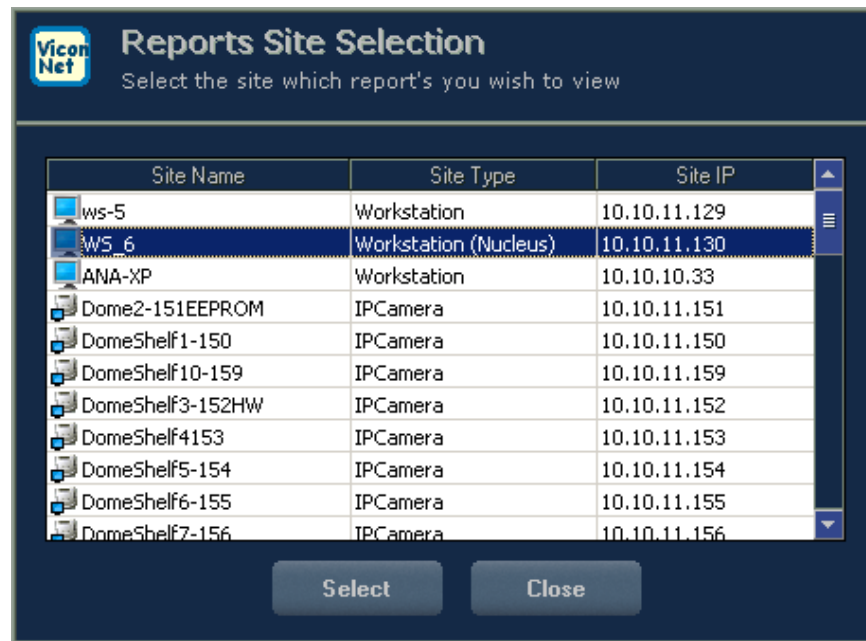 Vicon
Net
Reports Site Selection
Select the site which report's you wish to view
Site Name Site Type Site IP
ws-5 Workstation 10.10.11.129
WS_6 Workstation (Nucleus) 10.10.11.130
ANA-XP Workstation 10.10.10.33
Dome2-151EEPROM IPCamera 10.10.11.151
DomeShelf1-150 IPCamera 10.10.11.150
DomeShelf10-159 IPCamera 10.10.11.159
DomeShelf3-152HW IPCamera 10.10.11.152
DomeShelf4153 IPCamera 10.10.11.153
DomeShelf5-154 IPCamera 10.10.11.154
DomeShelf6-155 IPCamera 10.10.11.155
DomeShelf7-156 IPCamera 10.10.11.156
Select Close